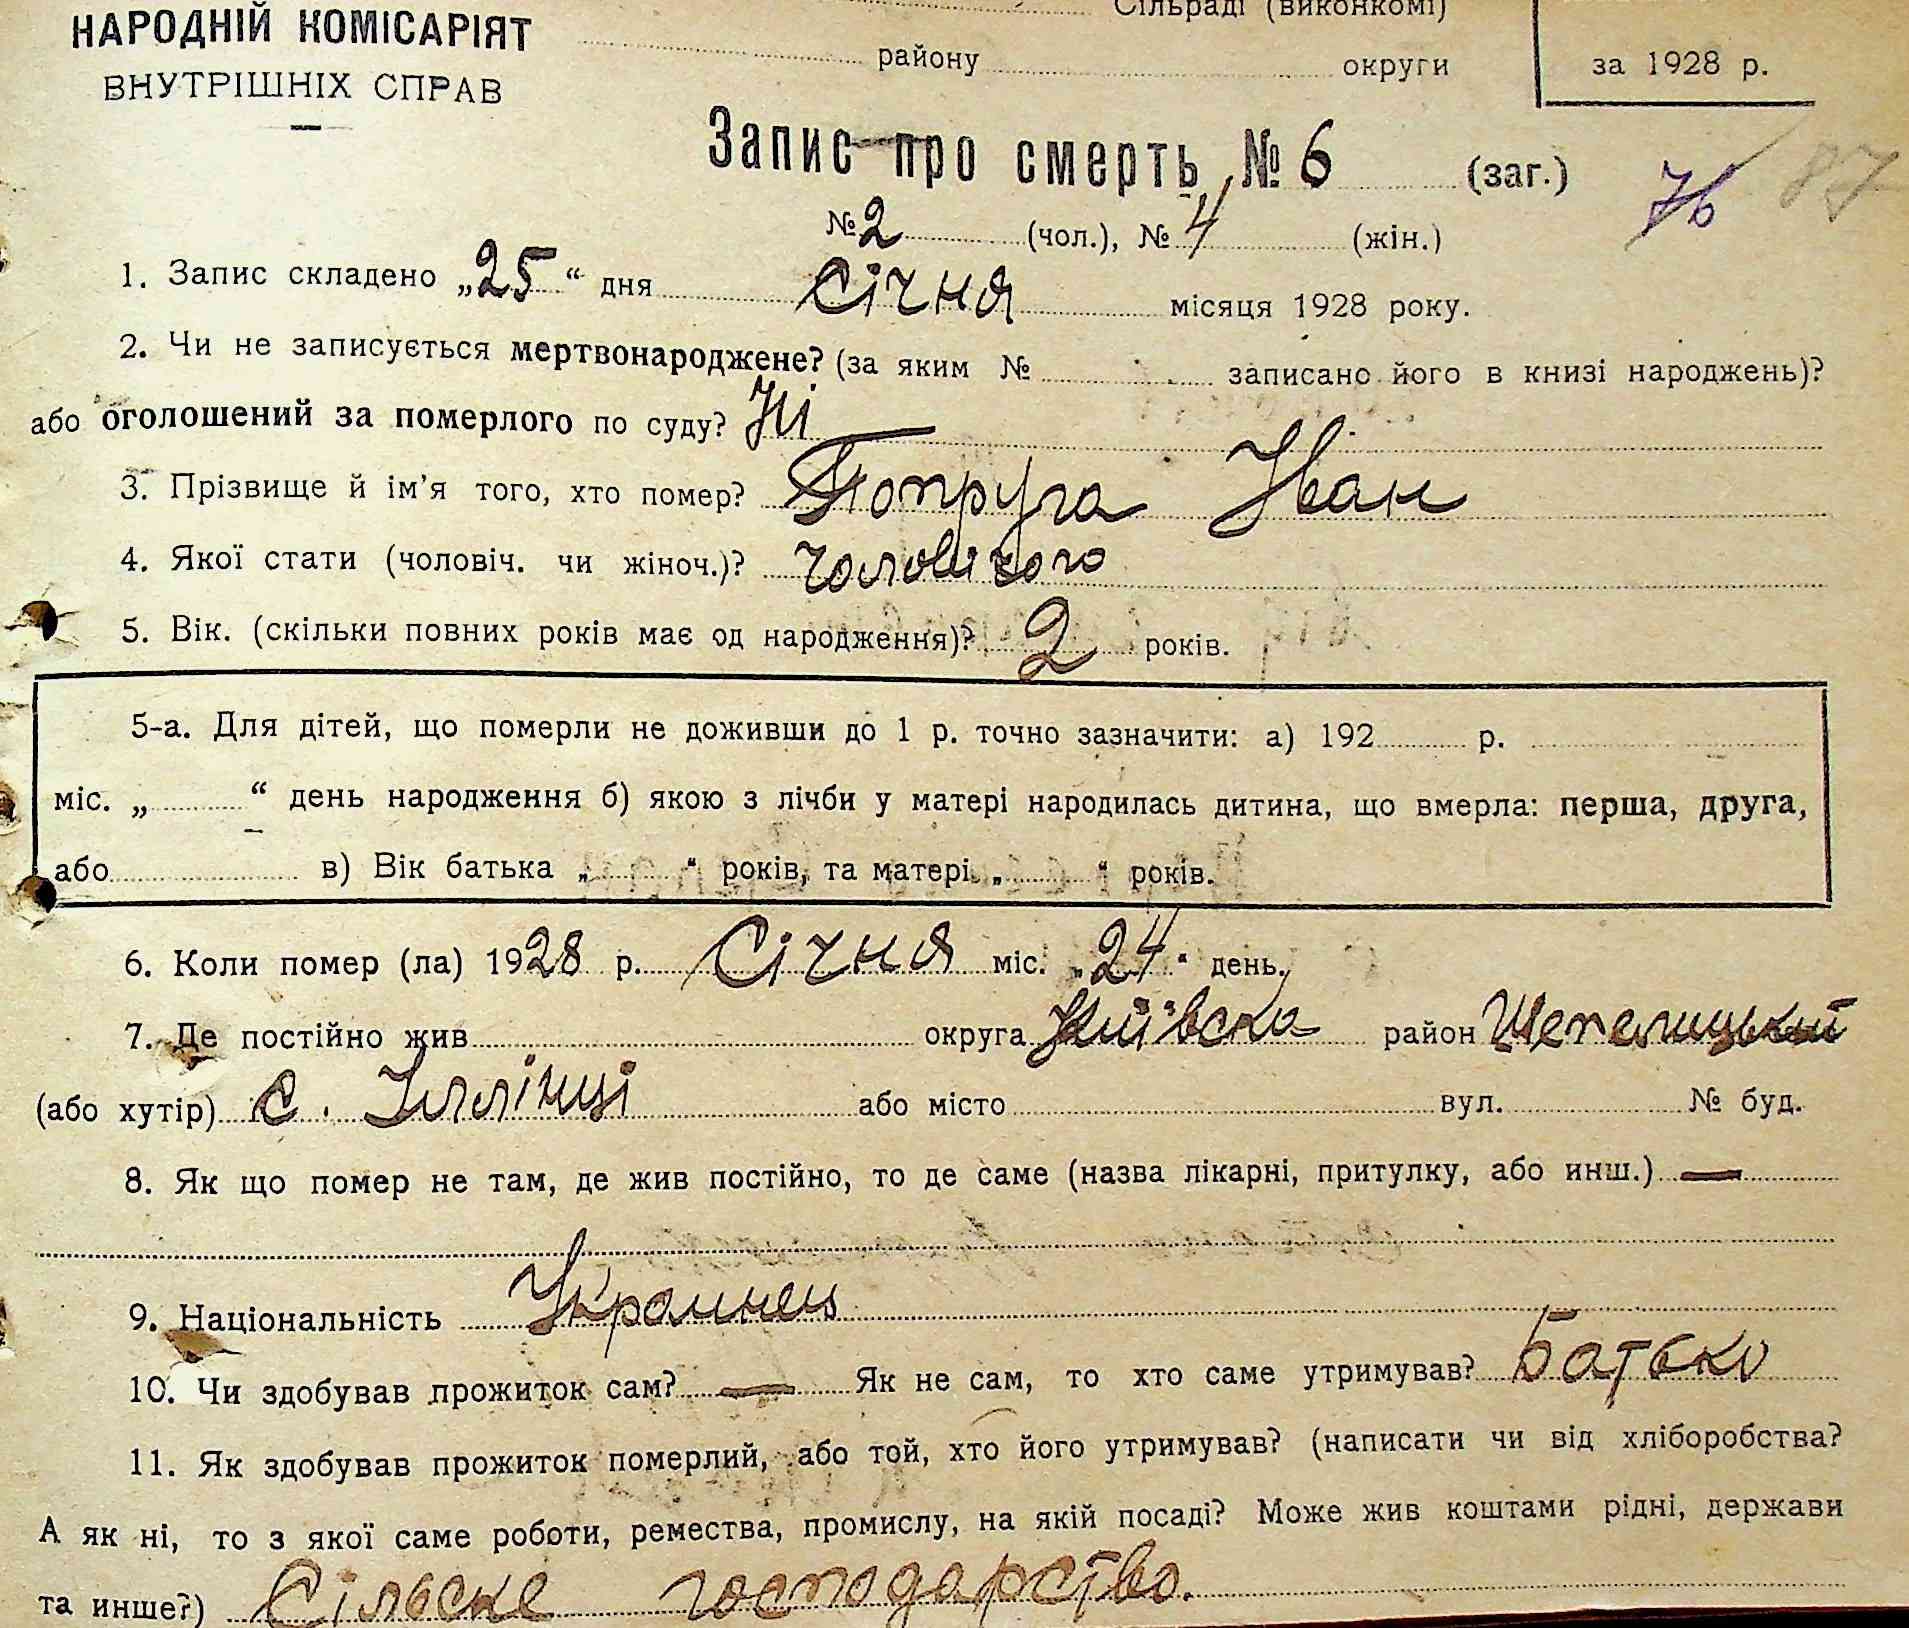 НАРОДНІЙ КОМІСАРІЯТ
ВНУТРІШНІХ СПРАВ
Сільраді (виконкомі)
району округи
за 1928 р.
Запис про смерть № 6 (заг.) 76 87
№ 2 (чол.), № 4 (жін.)
1. Запис складено „25“ дня Січня місяця 1928 року.
2. Чи не записується мертвонароджене? (за яким № записано його в книзі народжень)?
або оголошений за померлого по суду? Ні
3. Прізвище й ім'я того, хто помер? Попруга Іван
4. Якої стати (чоловіч. чи жіноч.)? чоловічого
5. Вік. (скільки повних років має од народження)? 2 років.
5-а. Для дітей, що померли не доживши до 1 р. точно зазначити: а) 192 р.
міс. „ “ день народження б) якою з лічби у матері народилась дитина, що вмерла: перша, друга,
або в) Вік батька „ “ років, та матері „ “ років.
6. Коли помер (ла) 1928 р. Січня міс. „24“ день.
7. Де постійно жив округа Київська район Шепелицький
(або хутір) с. Іллінці або місто вул. № буд.
8. Як що помер не там, де жив постійно, то де саме (назва лікарні, притулку, або инш.) —
9. Національність Українець
10. Чи здобував прожиток сам? — Як не сам, то хто саме утримував? Батько
11. Як здобував прожиток померлий, або той, хто його утримував? (написати чи від хліборобства?
А як ні, то з якої саме роботи, ремества, промислу, на якій посаді? Може жив коштами рідні, держави
та инше?) Сільське господарство.